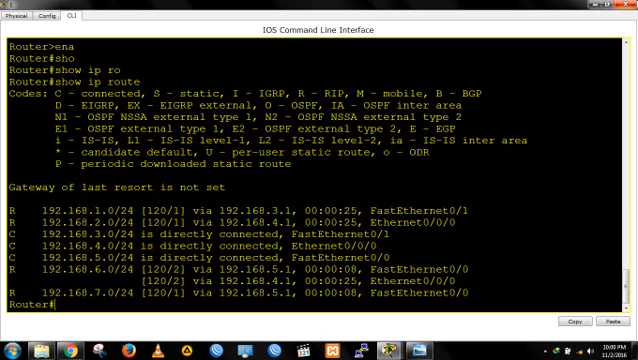 Physical Config CLI
IOS Command Line Interface
Router>ena
Router#sho
Router#show ip ro
Router#show ip route
Codes: C - connected, S - static, I - IGRP, R - RIP, M - mobile, B - BGP
D - EIGRP, EX - EIGRP external, O - OSPF, IA - OSPF inter area
N1 - OSPF NSSA external type 1, N2 - OSPF NSSA external type 2
E1 - OSPF external type 1, E2 - OSPF external type 2, E - EGP
i - IS-IS, L1 - IS-IS level-1, L2 - IS-IS level-2, ia - IS-IS inter area
* - candidate default, U - per-user static route, o - ODR
P - periodic downloaded static route
Gateway of last resort is not set
R 192.168.1.0/24 [120/1] via 192.168.3.1, 00:00:25, FastEthernet0/1
R 192.168.2.0/24 [120/1] via 192.168.4.1, 00:00:25, Ethernet0/0/0
C 192.168.3.0/24 is directly connected, FastEthernet0/1
C 192.168.4.0/24 is directly connected, Ethernet0/0/0
C 192.168.5.0/24 is directly connected, FastEthernet0/0
R 192.168.6.0/24 [120/2] via 192.168.5.1, 00:00:08, FastEthernet0/0
[120/2] via 192.168.4.1, 00:00:25, Ethernet0/0/0
R 192.168.7.0/24 [120/1] via 192.168.5.1, 00:00:08, FastEthernet0/0
Router#
Copy Paste
321
10:00 PM
11/2/2016